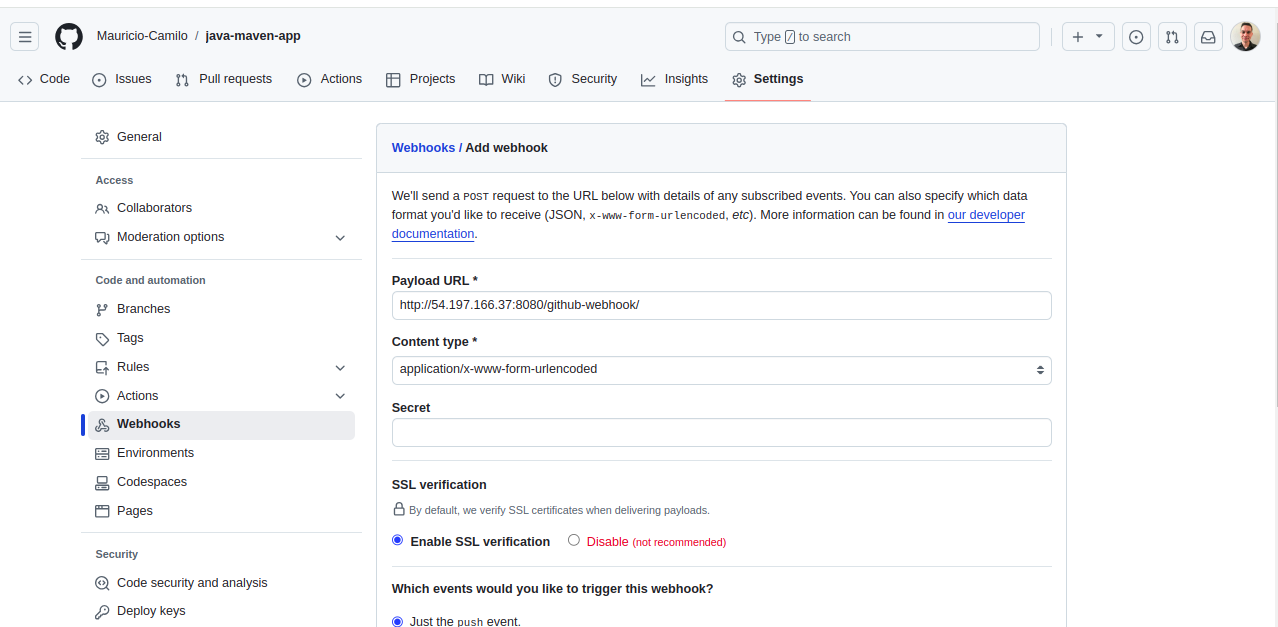 Mauricio-Camilo / java-maven-app
Type / to search
Code Issues Pull requests Actions Projects Wiki Security Insights Settings
General
Access
Collaborators
Moderation options
Code and automation
Branches
Tags
Rules
Actions
Webhooks
Environments
Codespaces
Pages
Security
Code security and analysis
Deploy keys
Webhooks / Add webhook
We'll send a POST request to the URL below with details of any subscribed events. You can also specify which data
format you'd like to receive (JSON, x-www-form-urlencoded, etc). More information can be found in our developer
documentation.
Payload URL *
http://54.197.166.37:8080/github-webhook/
Content type *
application/x-www-form-urlencoded
Secret
SSL verification
By default, we verify SSL certificates when delivering payloads.
Enable SSL verification Disable (not recommended)
Which events would you like to trigger this webhook?
Just the push event.